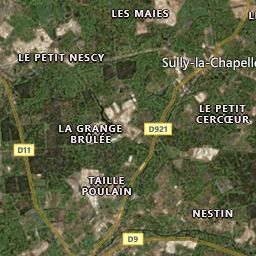 LES MAIES
LE PETIT NESCY
Sully-la-Chapelle
LE PETIT
CERCŒUR
LA GRANGE
BRÛLÉE
D921
D11
TAILLE
POULAIN
NESTIN
D9